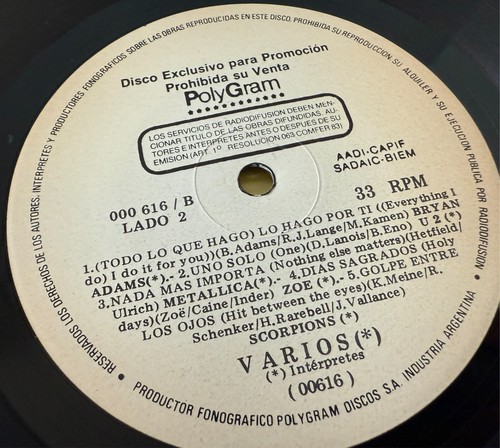 RESERVADOS LOS DERECHOS DE LOS AUTORES, INTERPRETES Y PRODUCTORES FONOGRAFICOS SOBRE LAS OBRAS REPRODUCIDAS EN ESTE DISCO. PROHIBIDA SU REPRODUCCION, SU ALQUILER Y SU EJECUCION PUBLICA POR RADIODIFUSION •
Disco Exclusivo para Promoción
Prohibida su Venta
PolyGram
LOS SERVICIOS DE RADIODIFUSION DEBEN MEN-
CIONAR TITULO DE LAS OBRAS DIFUNDIDAS, AU-
TORES E INTERPRETES ANTES O DESPUES DE SU
EMISION (ART. 1º RESOLUCION 063 COMFER 83)
AADI-CAPIF
SADAIC-BIEM
000 616 / B
LADO 2
33 RPM
1.(TODO LO QUE HAGO) LO HAGO POR TI ((Everything I
do) I do it for you))(B.Adams/R.J.Lange/M.Kamen) BRYAN
ADAMS(*).- 2.UNO SOLO (One)(D.Lanois/B.Eno) U 2 (*)
3.NADA MAS IMPORTA (Nothing else matters)(Hetfield/
Ulrich) METALLICA(*).- 4.DIAS SAGRADOS (Holy
days)(Zoë/Caine/Inder) ZOE (*).- 5.GOLPE ENTRE
LOS OJOS (Hit between the eyes)(K.Meine/R.
Schenker/H.Rarebell/J.Vallance)
SCORPIONS (*)
VARIOS(*)
(*) Intérpretes
(00616)
• PRODUCTOR FONOGRAFICO POLYGRAM DISCOS S.A. INDUSTRIA ARGENTINA •